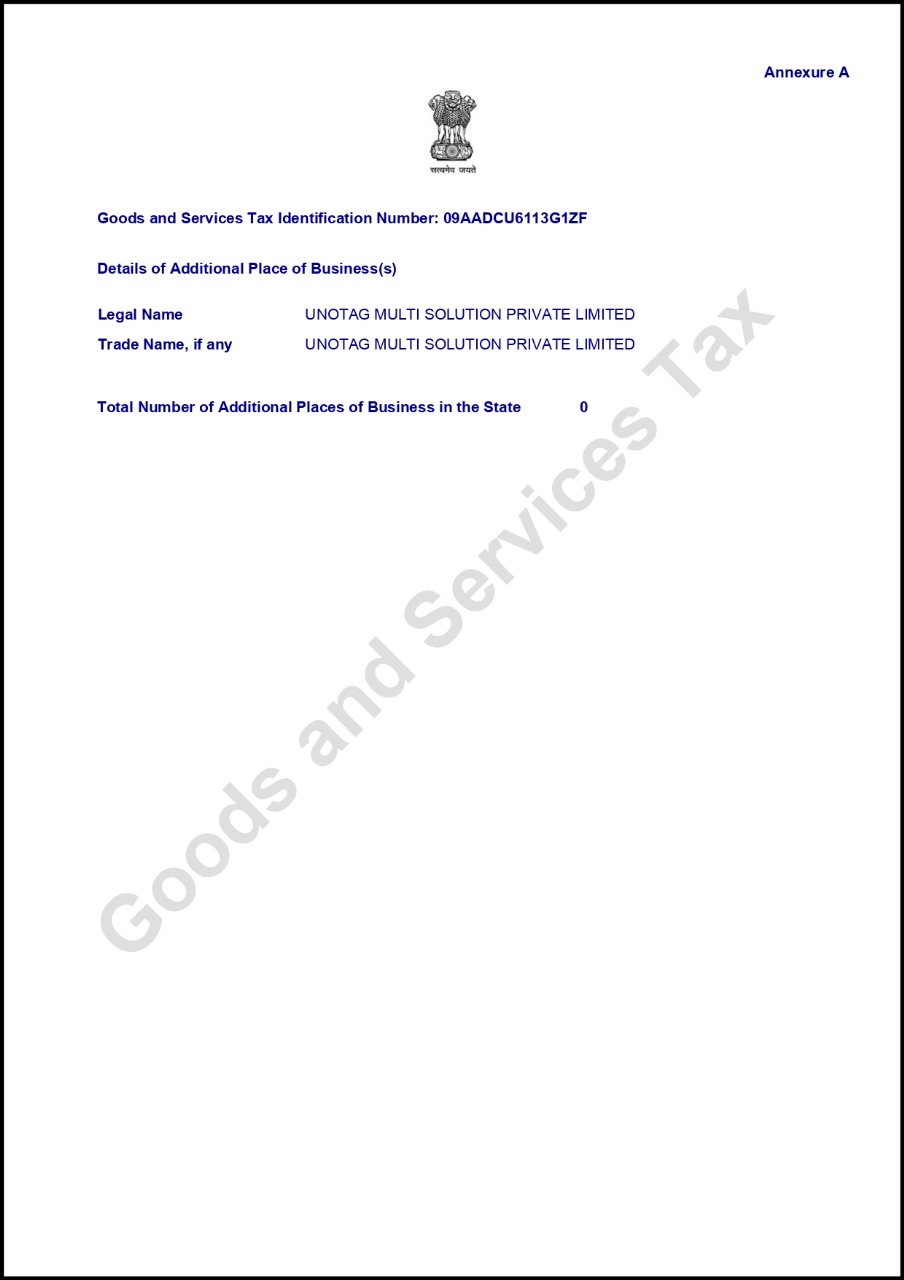 Annexure A
सत्यमेव जयते
Goods and Services Tax Identification Number: 09AADCU6113G1ZF
Details of Additional Place of Business(s)
Legal Name UNOTAG MULTI SOLUTION PRIVATE LIMITED
Trade Name, if any UNOTAG MULTI SOLUTION PRIVATE LIMITED
Total Number of Additional Places of Business in the State 0
Goods and Services Tax